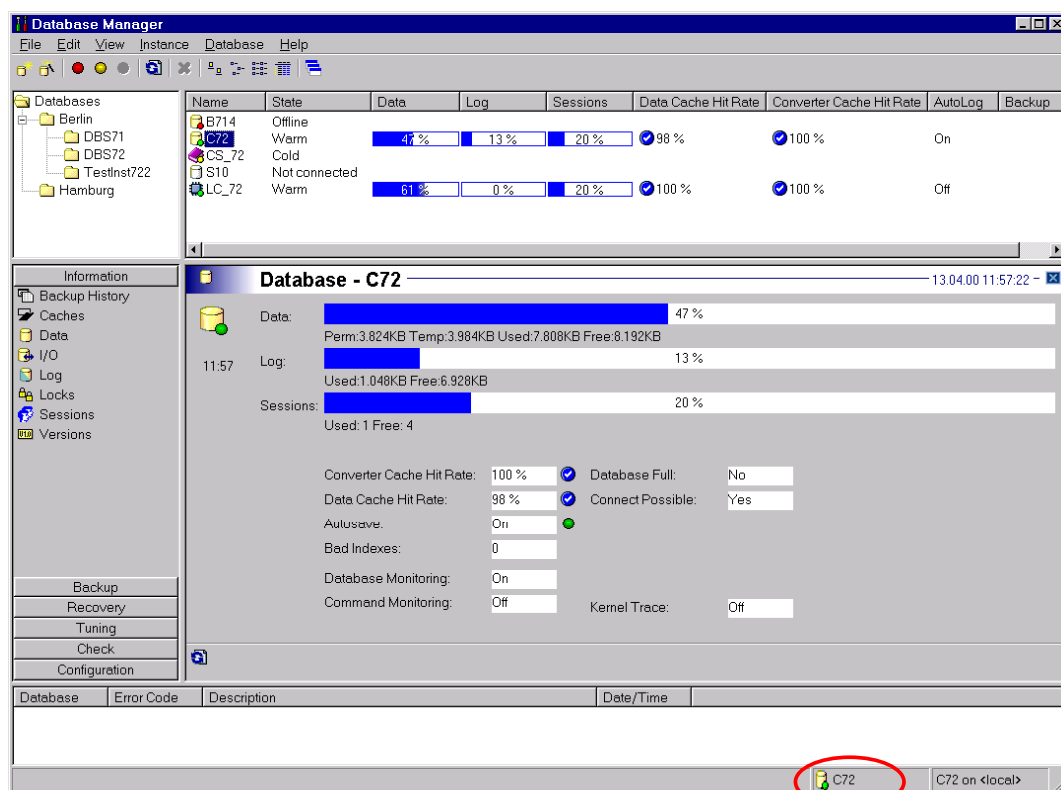 Database Manager
File Edit View Instance Database Help
Databases
Berlin
DBS71
DBS72
TestInst722
Hamburg
Name State Data Log Sessions Data Cache Hit Rate Converter Cache Hit Rate AutoLog Backup
B714 Offline
C72 Warm 47 % 13 % 20 % 98 % 100 % On
CS_72 Cold
S10 Not connected
LC_72 Warm 61 % 0 % 20 % 100 % 100 % Off
Information
Backup History
Caches
Data
I/O
Log
Locks
Sessions
Versions
Backup
Recovery
Tuning
Check
Configuration
Database - C72 13.04.00 11:57:22 -
11:57
Data: 47 %
Perm:3.824KB Temp:3.984KB Used:7.808KB Free:8.192KB
Log: 13 %
Used:1.048KB Free:6.928KB
Sessions: 20 %
Used: 1 Free: 4
Converter Cache Hit Rate: 100 % Database Full: No
Data Cache Hit Rate: 98 % Connect Possible: Yes
Autosave: On
Bad Indexes: 0
Database Monitoring: On
Command Monitoring: Off Kernel Trace: Off
Database Error Code Description Date/Time
C72 C72 on <local>